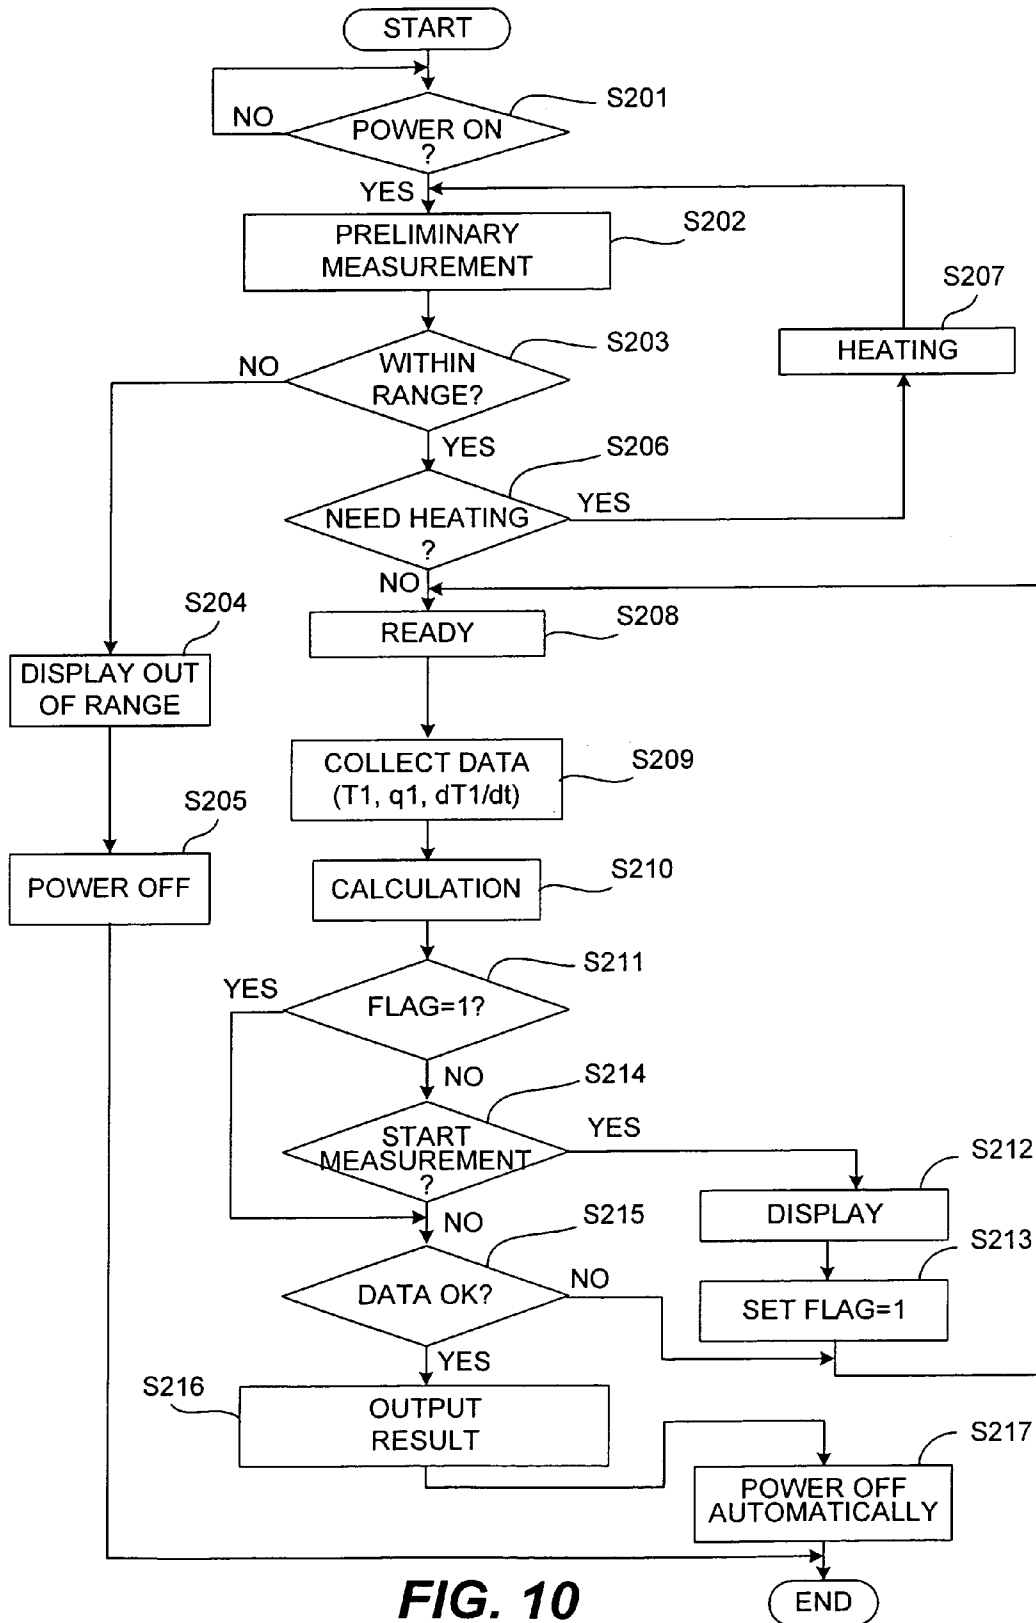 START
S201
NO
POWER ON
?
YES
S202
PRELIMINARY
MEASUREMENT
S207
HEATING
S203
NO
WITHIN
RANGE?
YES
S206
NEED HEATING
?
YES
NO
S204
DISPLAY OUT
OF RANGE
S208
READY
S209
COLLECT DATA
(T1, q1, dT1/dt)
S205
POWER OFF
S210
CALCULATION
S211
YES
FLAG=1?
NO
S214
START
MEASUREMENT
?
YES
S212
DISPLAY
NO
S215
DATA OK?
NO
S213
SET FLAG=1
YES
S216
OUTPUT
RESULT
S217
POWER OFF
AUTOMATICALLY
END
FIG. 10